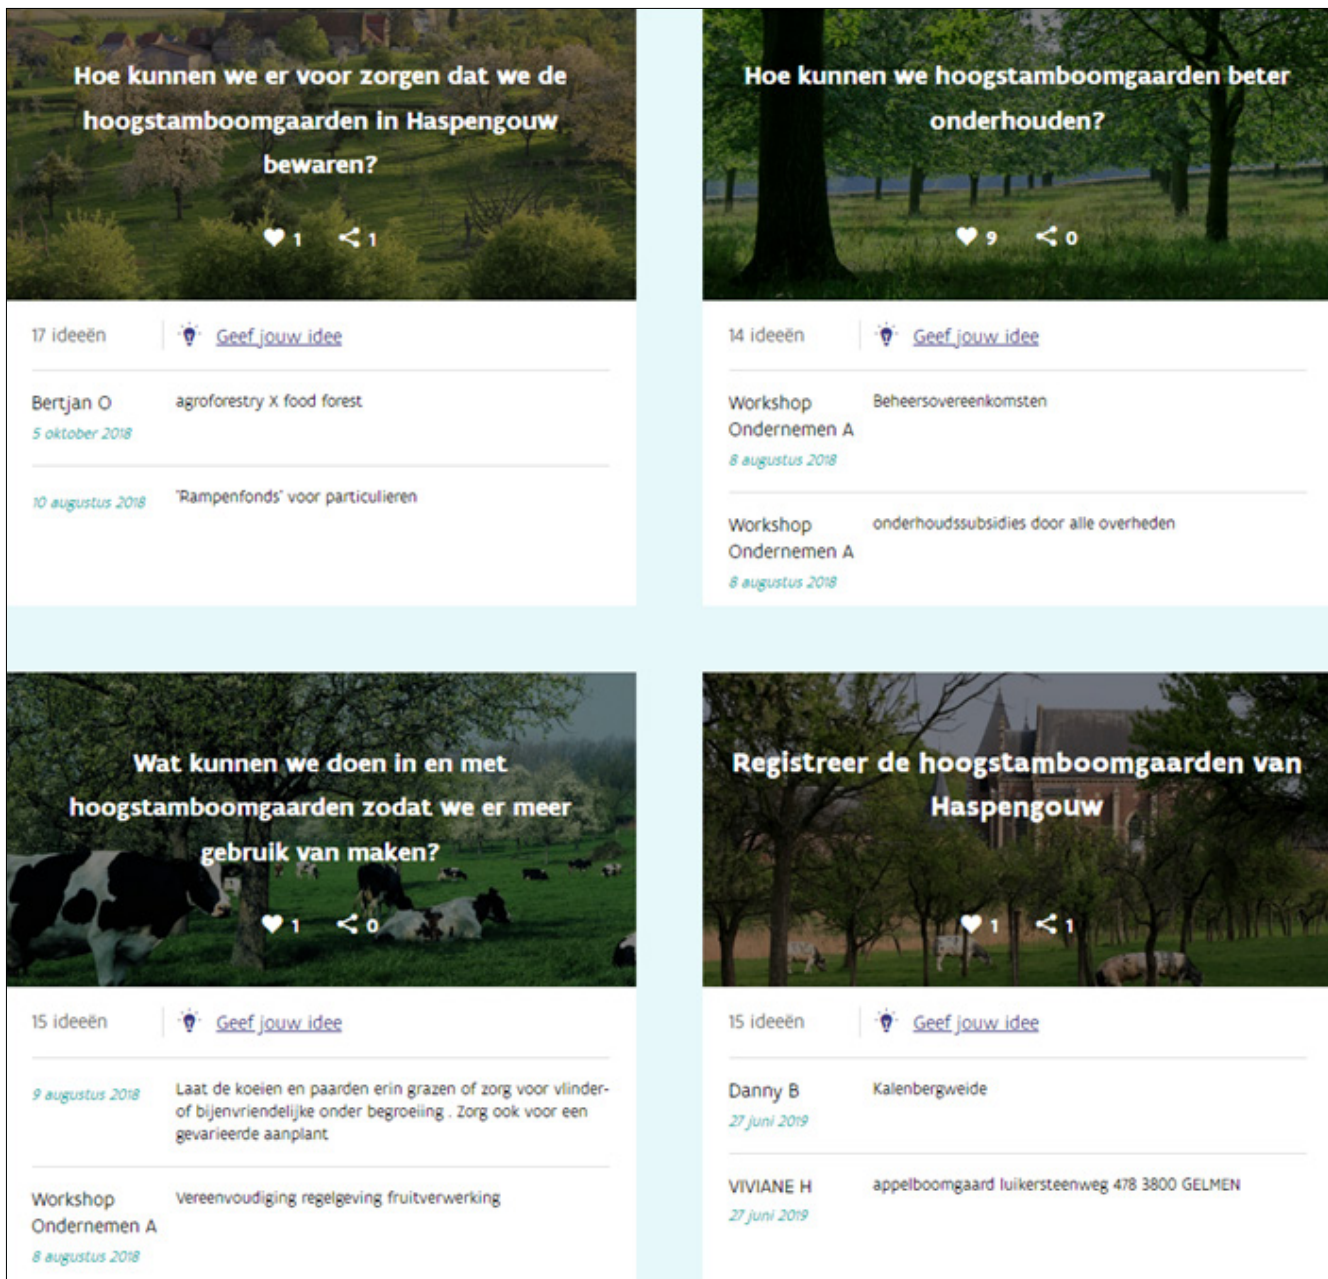 Hoe kunnen we er voor zorgen dat we de
hoogstamboomgaarden in Haspengouw
bewaren?
1 1
17 ideeën Geef jouw idee
Bertjan O agroforestry X food forest
5 oktober 2018
10 augustus 2018 "Rampenfonds" voor particulieren
Hoe kunnen we hoogstamboomgaarden beter
onderhouden?
9 0
14 ideeën Geef jouw idee
Workshop Beheersovereenkomsten
Ondernemen A
8 augustus 2018
Workshop onderhoudssubsidies door alle overheden
Ondernemen A
8 augustus 2018
Wat kunnen we doen in en met
hoogstamboomgaarden zodat we er meer
gebruik van maken?
1 0
15 ideeën Geef jouw idee
9 augustus 2018 Laat de koeien en paarden erin grazen of zorg voor vlinder-
of bijenvriendelijke onder begroeiing . Zorg ook voor een
gevarieerde aanplant
Workshop Vereenvoudiging regelgeving fruitverwerking
Ondernemen A
8 augustus 2018
Registreer de hoogstamboomgaarden van
Haspengouw
1 1
15 ideeën Geef jouw idee
Danny B Kalenbergweide
27 juni 2019
VIVIANE H appelboomgaard luikersteenweg 478 3800 GELMEN
27 juni 2019